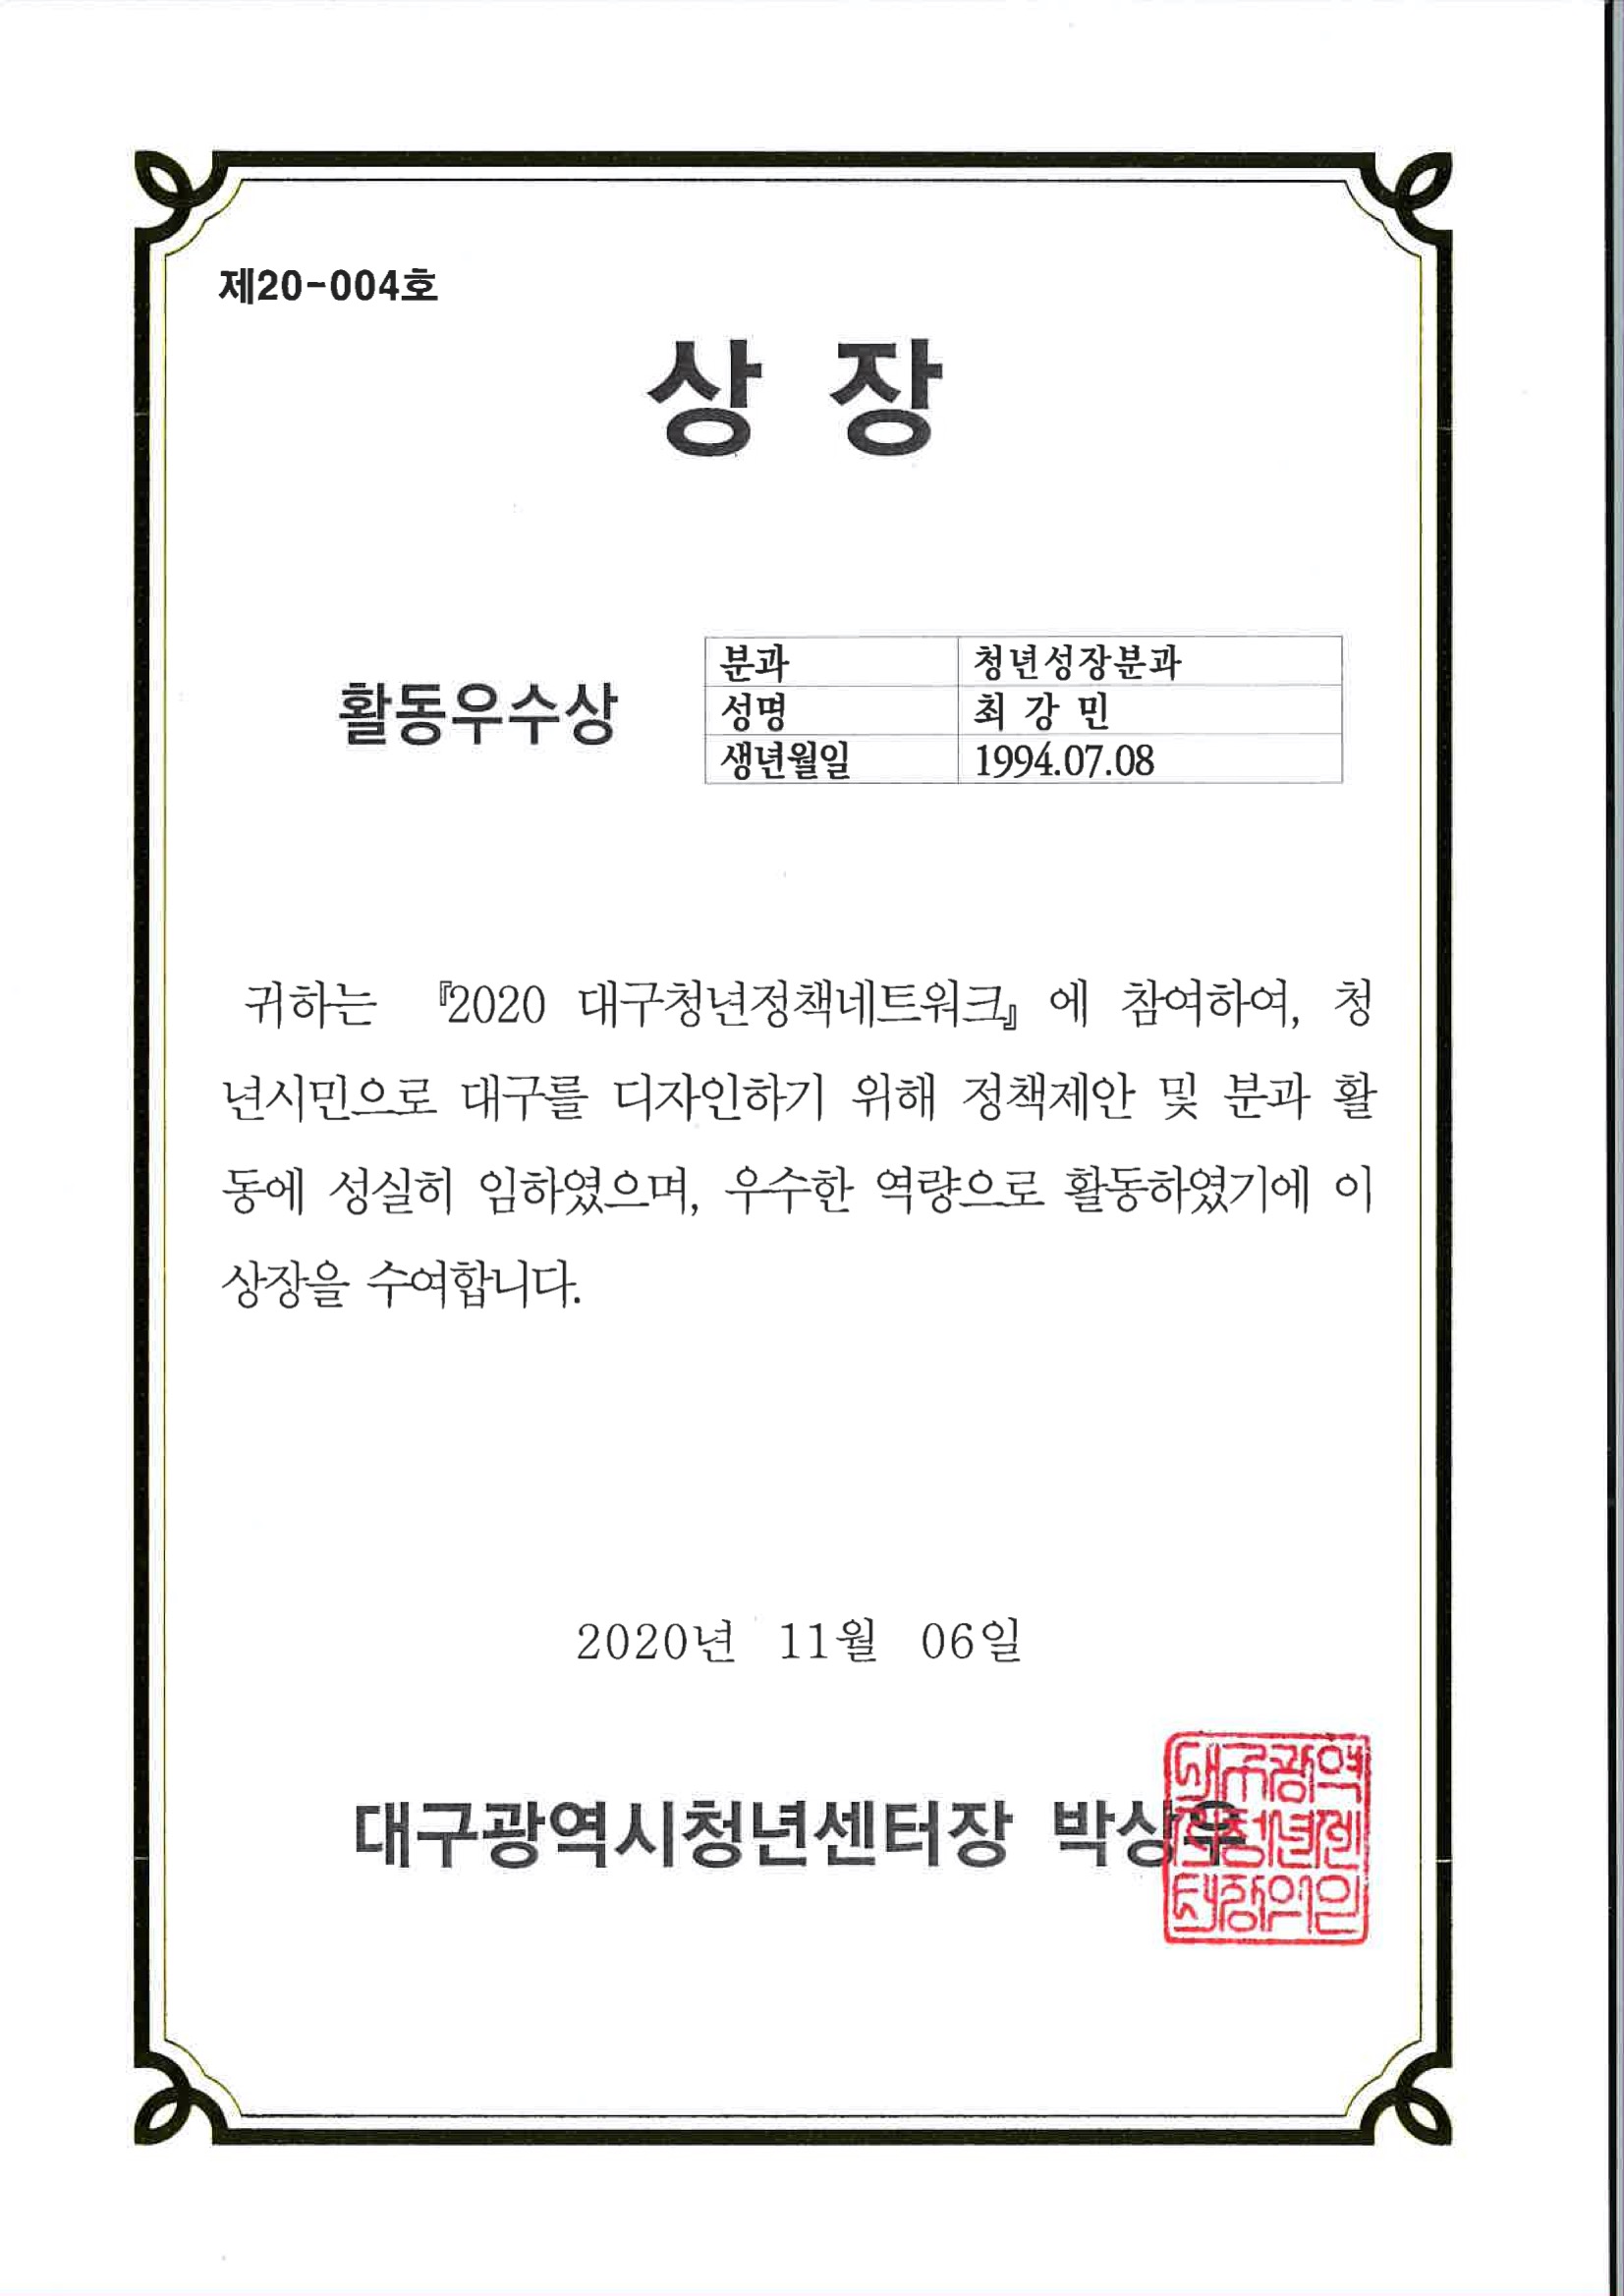 제20-004호
상 장
활동우수상
분과 청년성장분과
성명 최 강 민
생년월일 1994.07.08
귀하는 『2020 대구청년정책네트워크』에 참여하여, 청
년시민으로 대구를 디자인하기 위해 정책제안 및 분과 활
동에 성실히 임하였으며, 우수한 역량으로 활동하였기에 이
상장을 수여합니다.
2020년 11월 06일
대구광역시청년센터장 박상우
대구광역
시청년센
터장의인